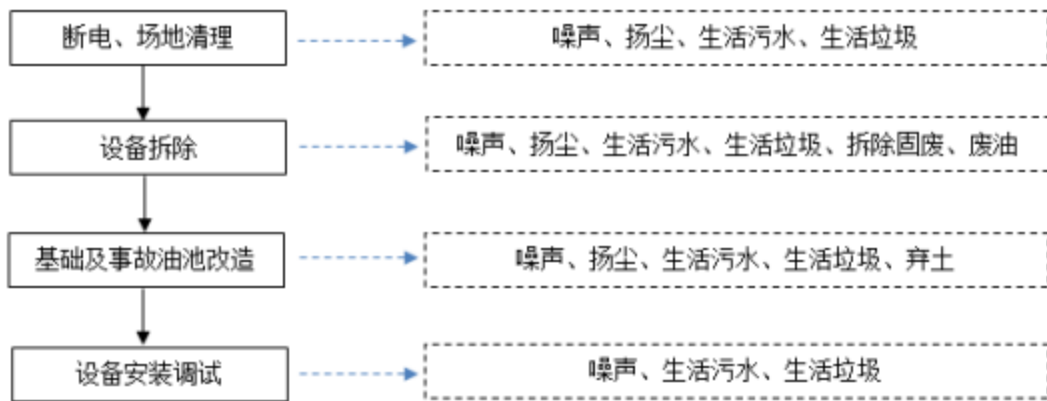 断电、场地清理
噪声、扬尘、生活污水、生活垃圾
设备拆除
噪声、扬尘、生活污水、生活垃圾、拆除固废、废油
基础及事故油池改造
噪声、扬尘、生活污水、生活垃圾、弃土
设备安装调试
噪声、生活污水、生活垃圾